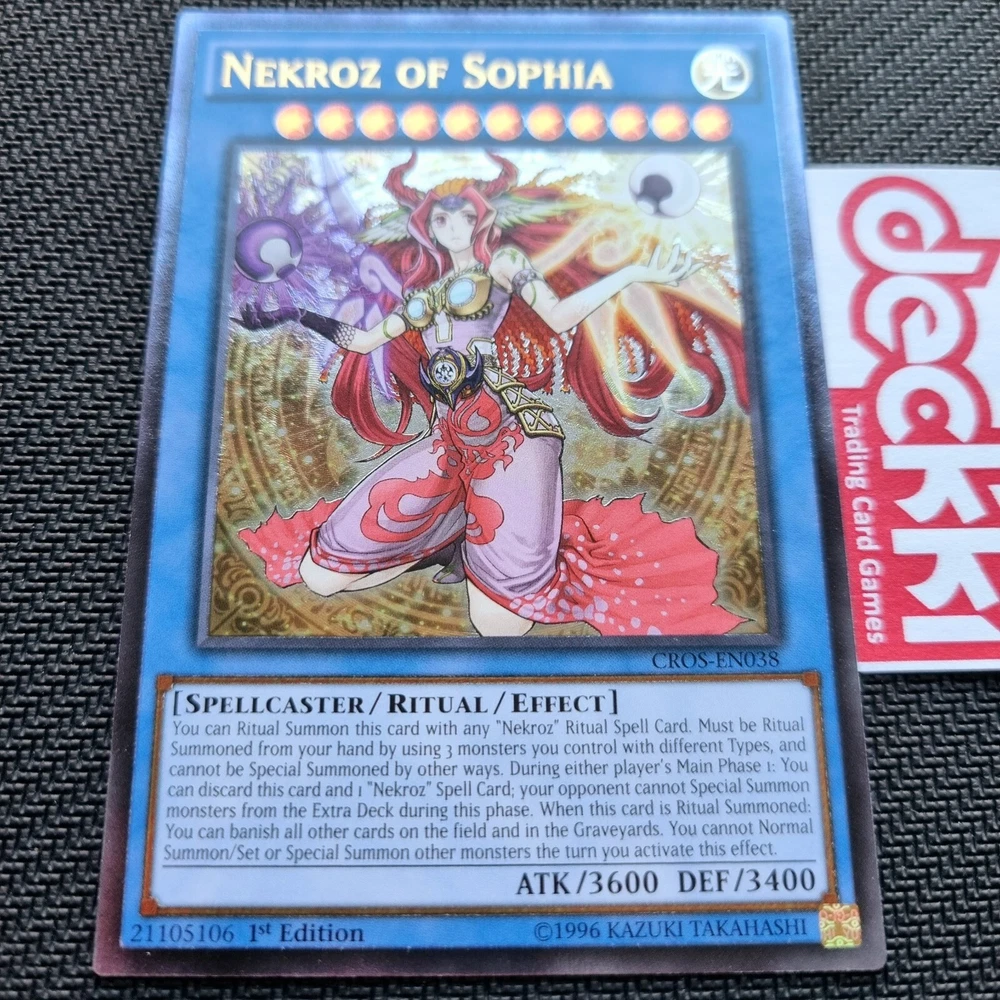 NEKROZ OF SOPHIA
光
CROS-EN038
[SPELLCASTER/RITUAL/EFFECT]
You can Ritual Summon this card with any "Nekroz" Ritual Spell Card. Must be Ritual
Summoned from your hand by using 3 monsters you control with different Types, and
cannot be Special Summoned by other ways. During either player's Main Phase 1: You
can discard this card and 1 "Nekroz" Spell Card; your opponent cannot Special Summon
monsters from the Extra Deck during this phase. When this card is Ritual Summoned:
You can banish all other cards on the field and in the Graveyards. You cannot Normal
Summon/Set or Special Summon other monsters the turn you activate this effect.
ATK/3600 DEF/3400
21105106 1st Edition ©1996 KAZUKI TAKAHASHI
decKKi
Trading Card Games